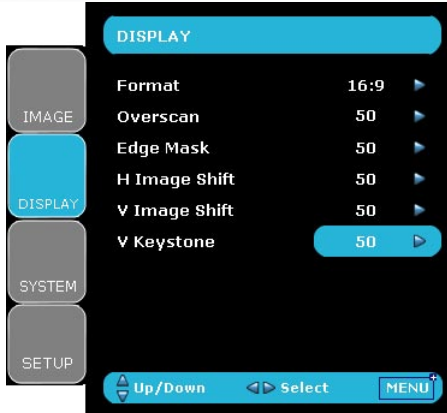 DISPLAY
Format 16:9
Overscan 50
IMAGE
Edge Mask 50
H Image Shift 50
DISPLAY
V Image Shift 50
V Keystone 50
SYSTEM
SETUP
Up/Down Select MENU